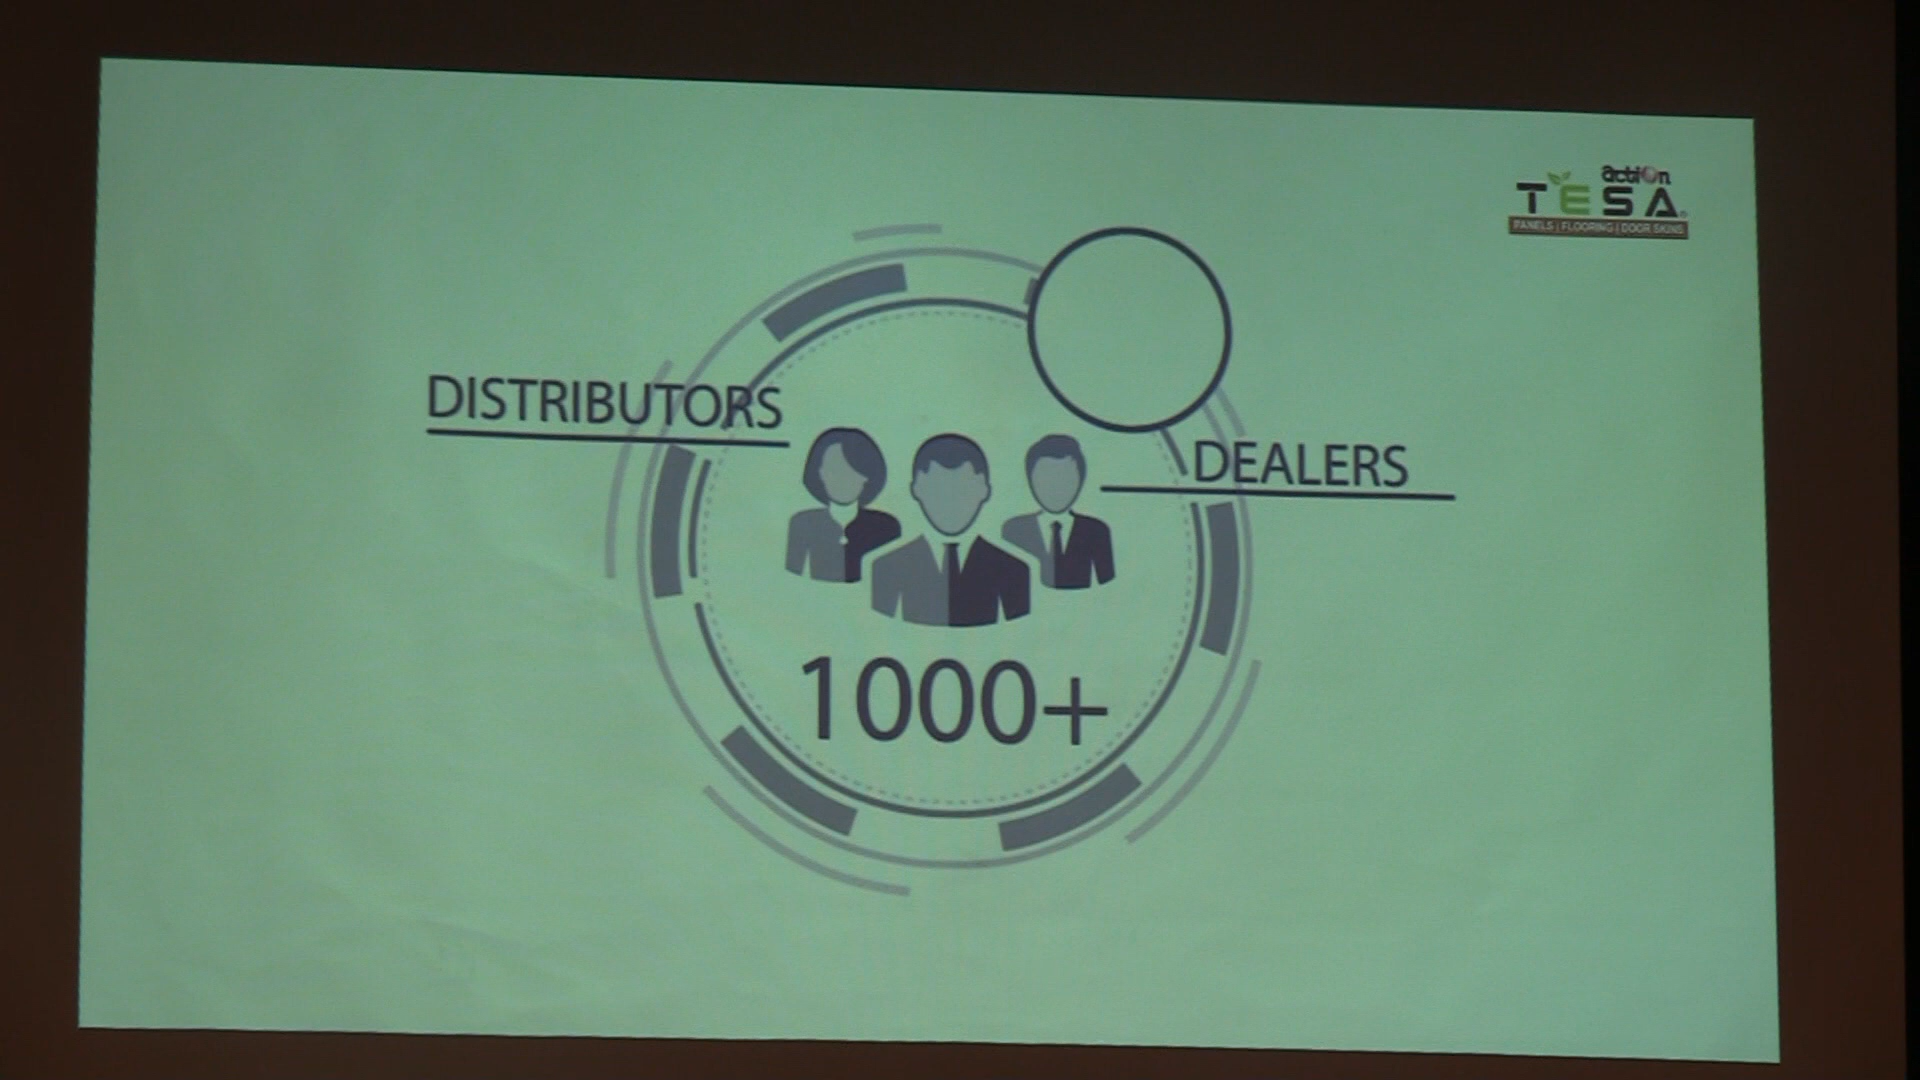 action
TESA
PANELS | FLOORING | DOOR SKINS
DISTRIBUTORS
DEALERS
1000+